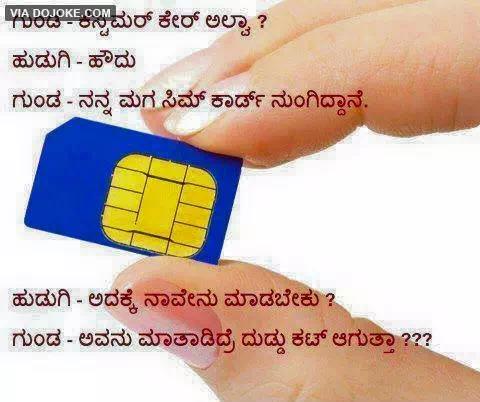 VIA DOJOKE.COM
ಗುಂಡ - ಕಸ್ಟಮರ್ ಕೇರ್ ಅಲ್ವಾ ?
ಹುಡುಗಿ - ಹೌದು
ಗುಂಡ - ನನ್ನ ಮಗ ಸಿಮ್ ಕಾರ್ಡ್ ನುಂಗಿದ್ದಾನೆ.
ಹುಡುಗಿ - ಅದಕ್ಕೆ ನಾವೇನು ಮಾಡಬೇಕು ?
ಗುಂಡ - ಅವನು ಮಾತಾಡಿದ್ರೆ ದುಡ್ಡು ಕಟ್ ಆಗುತ್ತಾ ???